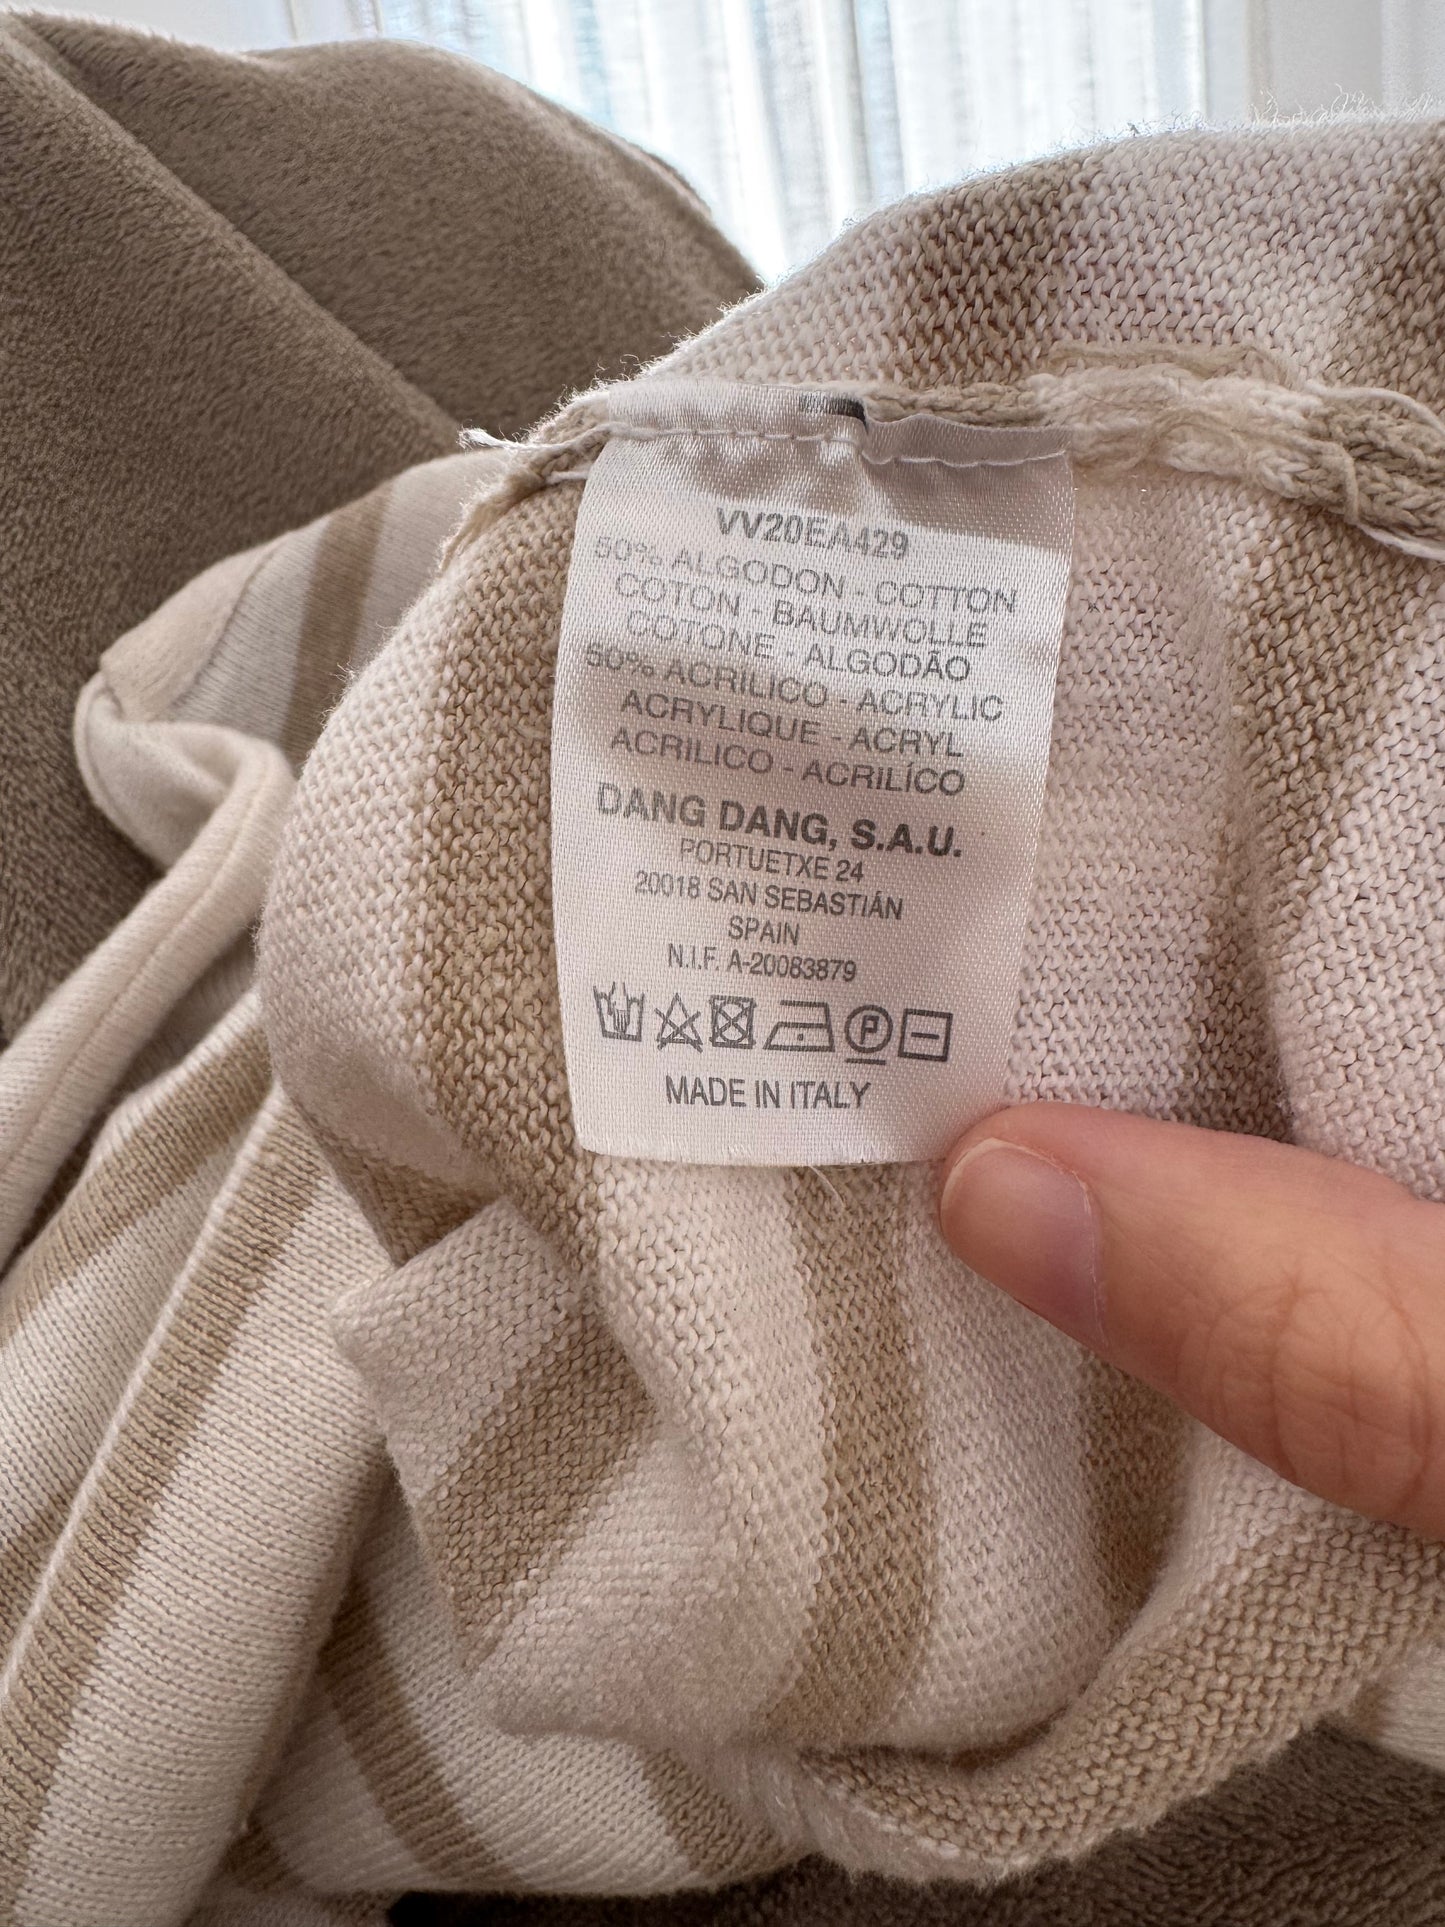 VV20EA429
50% ALGODON - COTTON
COTON - BAUMWOLLE
COTONE - ALGODÃO
50% ACRILICO - ACRYLIC
ACRYLIQUE - ACRYL
ACRILICO - ACRILÍCO
DANG DANG, S.A.U.
PORTUETXE 24
20018 SAN SEBASTIÁN
SPAIN
N.I.F. A-20083879
P
MADE IN ITALY